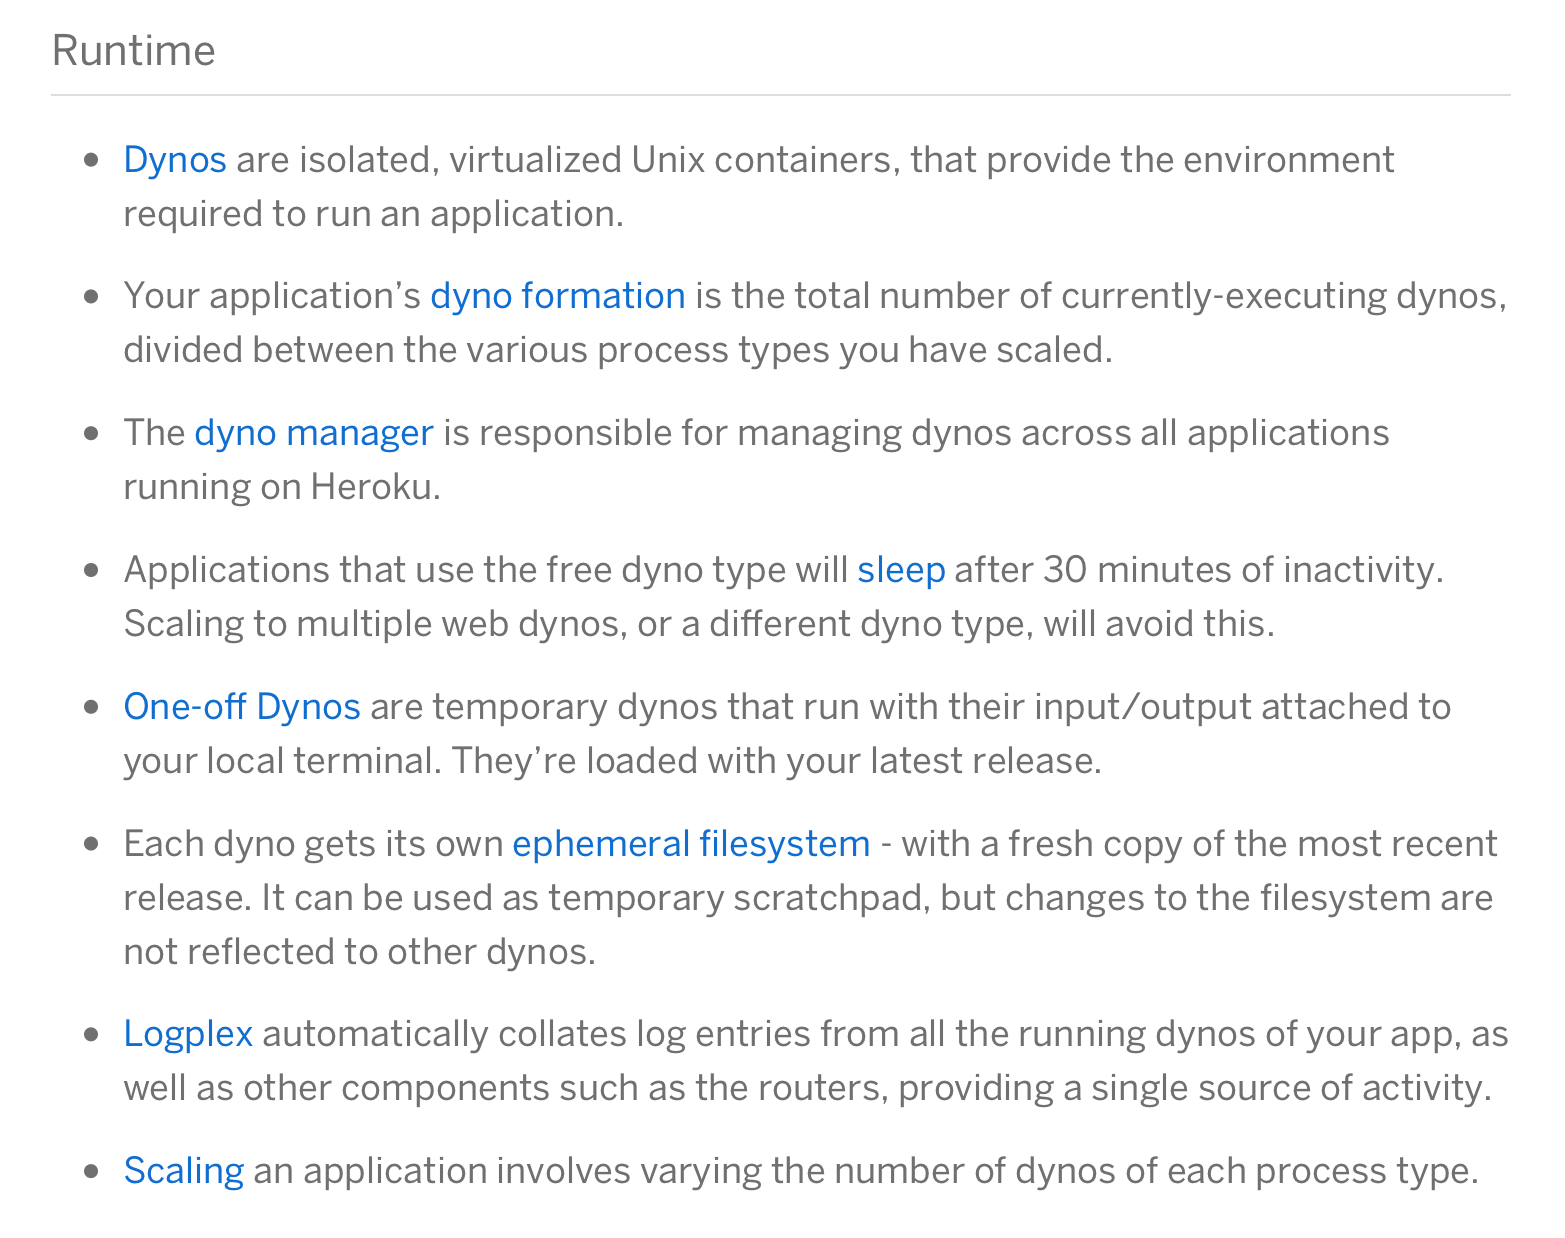 Runtime
Dynos are isolated, virtualized Unix containers, that provide the environment
required to run an application.
Your application’s dyno formation is the total number of currently-executing dynos,
divided between the various process types you have scaled.
The dyno manager is responsible for managing dynos across all applications
running on Heroku.
Applications that use the free dyno type will sleep after 30 minutes of inactivity.
Scaling to multiple web dynos, or a different dyno type, will avoid this.
One-off Dynos are temporary dynos that run with their input/output attached to
your local terminal. They’re loaded with your latest release.
Each dyno gets its own ephemeral filesystem - with a fresh copy of the most recent
release. It can be used as temporary scratchpad, but changes to the filesystem are
not reflected to other dynos.
Logplex automatically collates log entries from all the running dynos of your app, as
well as other components such as the routers, providing a single source of activity.
Scaling an application involves varying the number of dynos of each process type.